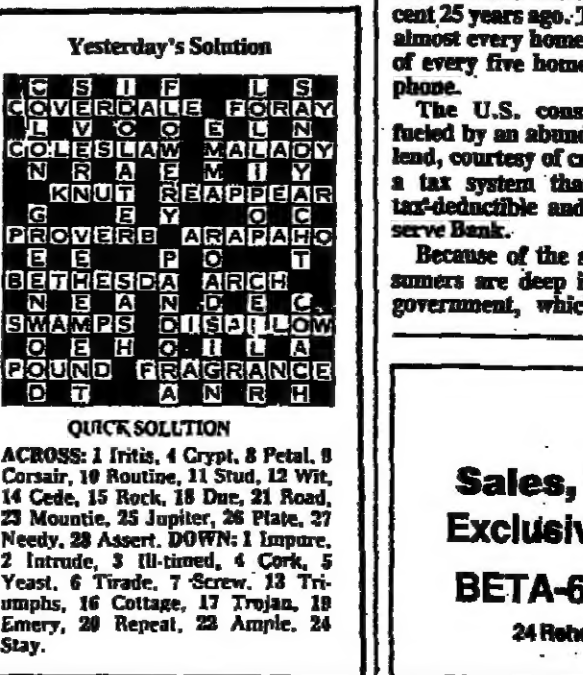 Yesterday's Solution
C S I F L S
COVERDALE FORAY
L V O O E L N
COLESLAW MALADY
N R A E M I Y
KNUT REAPPEAR
G E Y O C
PROVERB ARAPAHO
E E P O T
BETHESDA ARCH
N E A N D E C
SWAMPS DISALLOW
O E H O I L A
POUND FRAGRANCE
D T A N R H
QUICK SOLUTION
ACROSS: 1 Iritis, 4 Crypt, 8 Petal, 9
Corsair, 10 Routine, 11 Stud, 12 Wit,
14 Cede, 15 Rock, 18 Due, 21 Road,
23 Mountie, 25 Jupiter, 26 Plate, 27
Needy, 28 Assert. DOWN: 1 Impure,
2 Intrude, 3 Ill-timed, 4 Cork, 5
Yeast, 6 Tirade, 7 Screw, 13 Tri-
umphs, 16 Cottage, 17 Trojan, 19
Emery, 20 Repeat, 22 Ample, 24
Stay.
cent 25 years ago. T
almost every home
of every five home
phone.
The U.S. cons
fueled by an abun
lend, courtesy of c
a tax system tha
tax-deductible and
serve Bank.
Because of the
sumers are deep i
government, whic
Sales,
Exclusiv
BETA-6
24 Reho